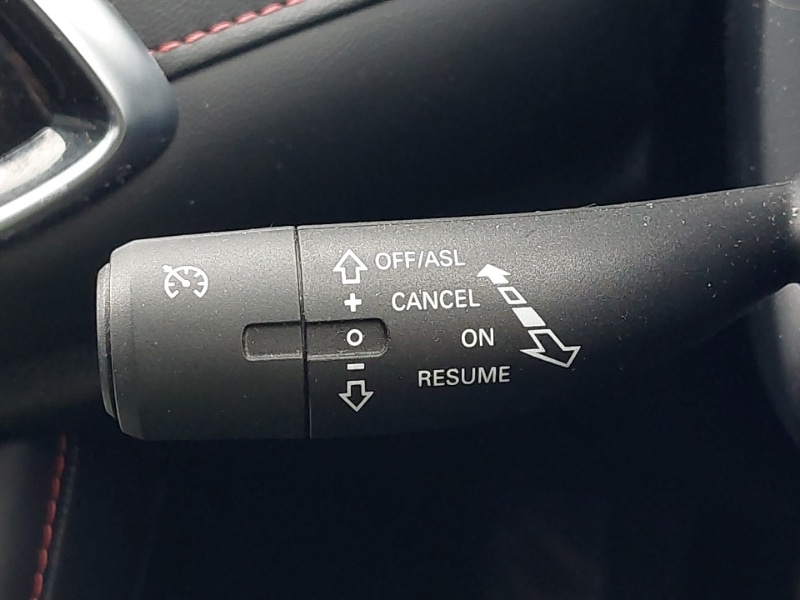 OFF/ASL
+ CANCEL
O ON
– RESUME